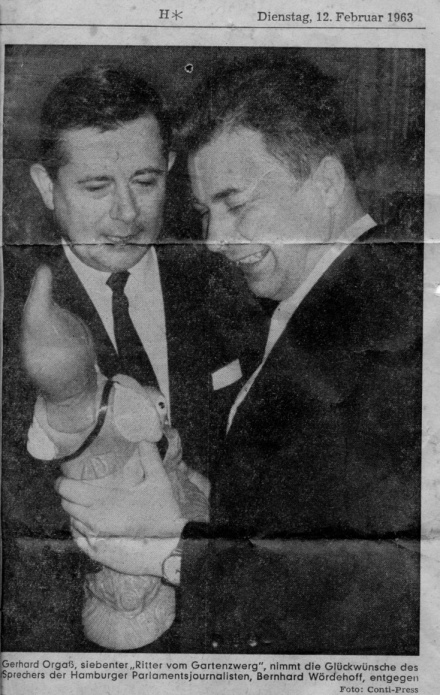 H* Dienstag, 12. Februar 1963
Gerhard Orgaß, siebenter „Ritter vom Gartenzwerg“, nimmt die Glückwünsche des
Sprechers der Hamburger Parlamentsjournalisten, Bernhard Wördehoff, entgegen
Foto: Conti-Press